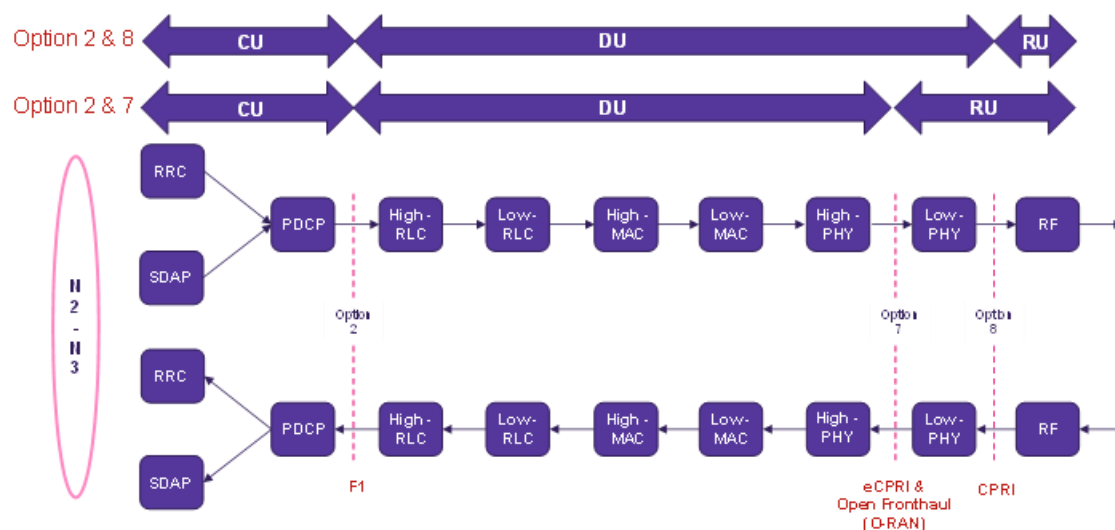 Option 2 & 8
CU
DU
RU
Option 2 & 7
CU
DU
RU
N
2
-
N
3
RRC
SDAP
PDCP
High-
RLC
Low-
RLC
High-
MAC
Low-
MAC
High-
PHY
Low-
PHY
RF
Option
2
Option
7
Option
8
RRC
SDAP
PDCP
High-
RLC
Low-
RLC
High-
MAC
Low-
MAC
High-
PHY
Low-
PHY
RF
F1
eCPRI &
Open Fronthaul
(O-RAN)
CPRI